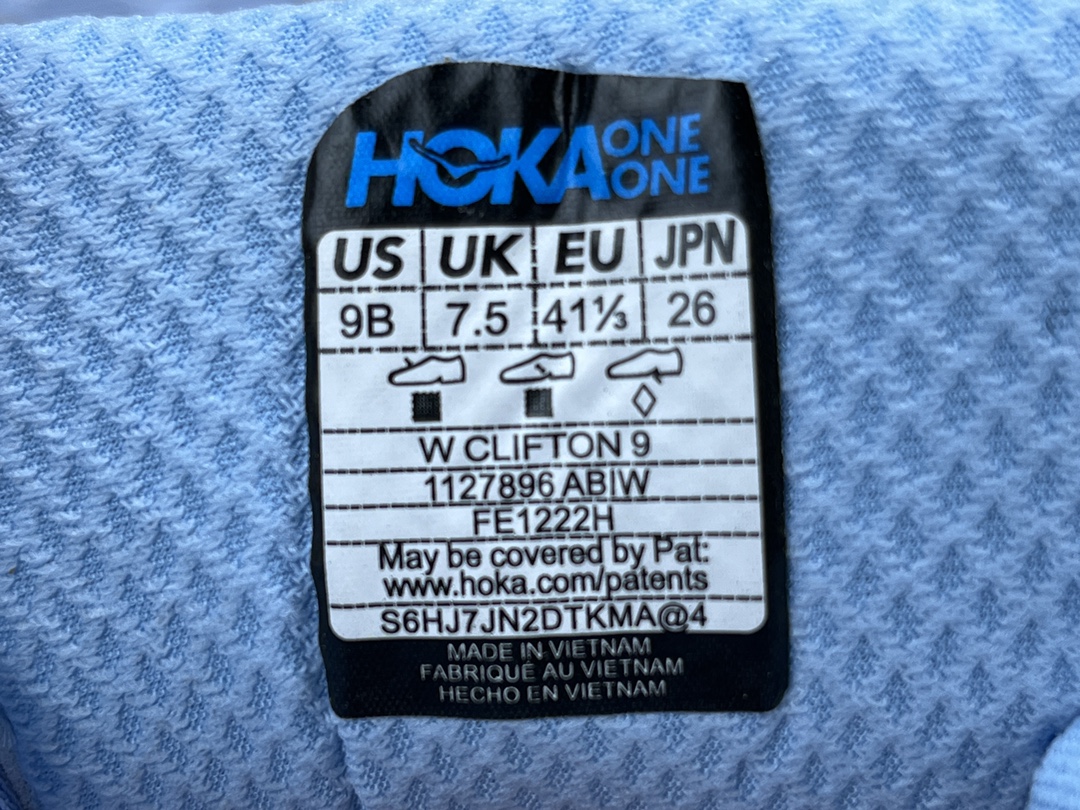 HOKA ONE ONE
US UK EU JPN
9B 7.5 41⅓ 26
W CLIFTON 9
1127896 ABIW
FE1222H
May be covered by Pat:
www.hoka.com/patents
S6HJ7JN2DTKMA@4
MADE IN VIETNAM
FABRIQUÉ AU VIETNAM
HECHO EN VIETNAM